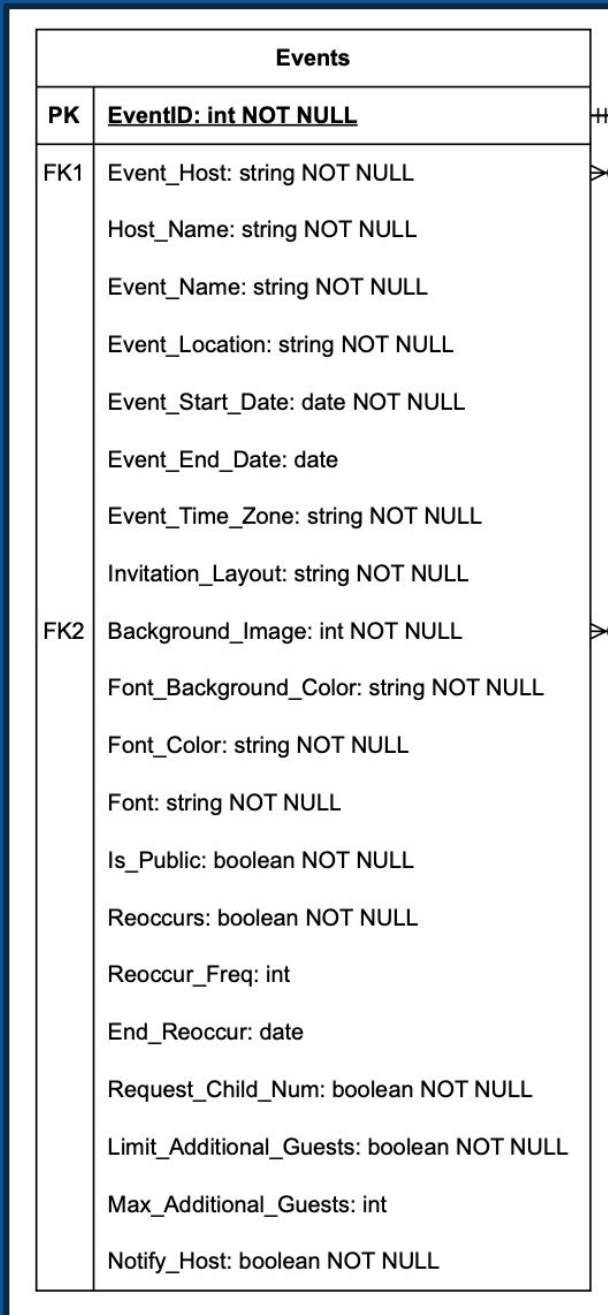 Events
PK EventID: int NOT NULL
FK1 Event_Host: string NOT NULL
Host_Name: string NOT NULL
Event_Name: string NOT NULL
Event_Location: string NOT NULL
Event_Start_Date: date NOT NULL
Event_End_Date: date
Event_Time_Zone: string NOT NULL
Invitation_Layout: string NOT NULL
FK2 Background_Image: int NOT NULL
Font_Background_Color: string NOT NULL
Font_Color: string NOT NULL
Font: string NOT NULL
Is_Public: boolean NOT NULL
Reoccurs: boolean NOT NULL
Reoccur_Freq: int
End_Reoccur: date
Request_Child_Num: boolean NOT NULL
Limit_Additional_Guests: boolean NOT NULL
Max_Additional_Guests: int
Notify_Host: boolean NOT NULL